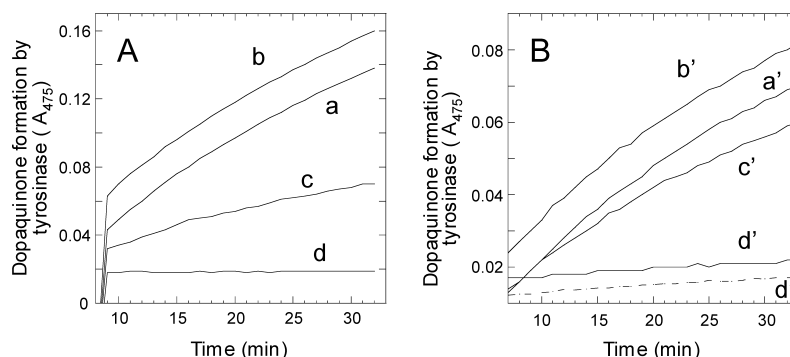 Dopaquinone formation by
tyrosinase ( A475)
0.16
0.12
0.08
0.04
0
A
b
a
c
d
10
15
20
25
30
Time (min)
Dopaquinone formation by
tyrosinase ( A475)
0.08
0.06
0.04
0.02
B
b’
a’
c’
d’
d
10
15
20
25
30
Time (min)